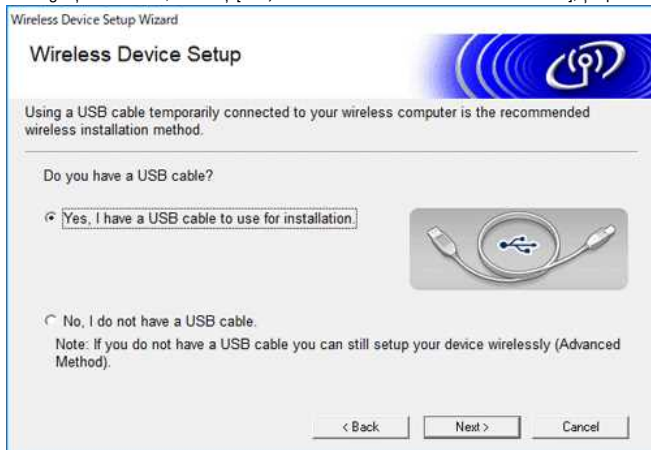 Wireless Device Setup Wizard
Wireless Device Setup
Using a USB cable temporarily connected to your wireless computer is the recommended
wireless installation method.
Do you have a USB cable?
Yes, I have a USB cable to use for installation.
No, I do not have a USB cable.
Note: If you do not have a USB cable you can still setup your device wirelessly (Advanced
Method).
< Back
Next >
Cancel